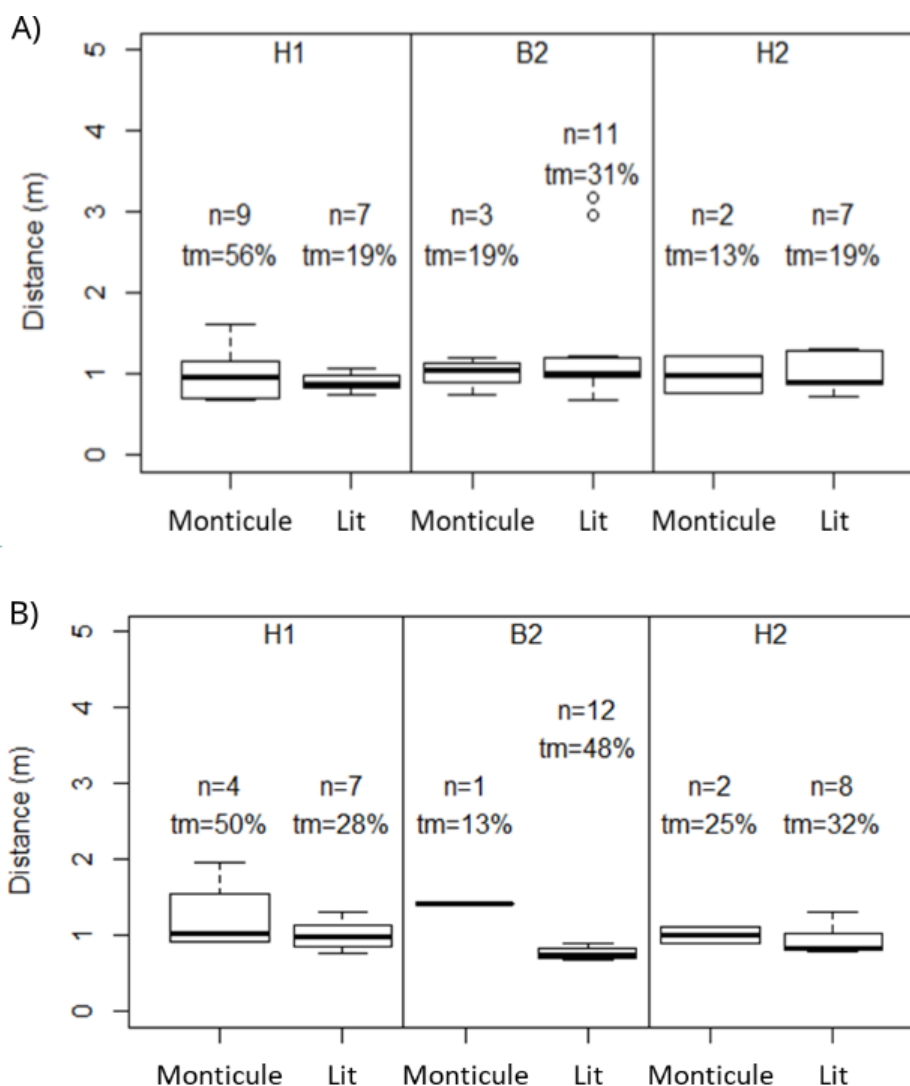 A)
H1 B2 H2
Distance (m)
5
4
3
2
1
0
n=9
tm=56%
n=7
tm=19%
n=3
tm=19%
n=11
tm=31%
n=2
tm=13%
n=7
tm=19%
Monticule Lit Monticule Lit Monticule Lit
B)
H1 B2 H2
Distance (m)
5
4
3
2
1
0
n=4
tm=50%
n=7
tm=28%
n=1
tm=13%
n=12
tm=48%
n=2
tm=25%
n=8
tm=32%
Monticule Lit Monticule Lit Monticule Lit